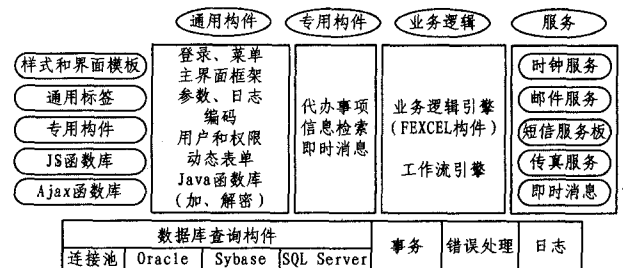 通用构件 专用构件 业务逻辑 服务
样式和界面模板
通用标签
专用构件
JS函数库
Ajax函数库
登录、菜单
主界面框架
参数、日志
编码
用户和权限
动态表单
Java函数库
(加、解密)
代办事项
信息检索
即时消息
业务逻辑引擎
(FEXCEL构件)
工作流引擎
时钟服务
邮件服务
短信服务板
传真服务
即时消息
数据库查询构件
连接池 Oracle Sybase SQL Server
事务 错误处理 日志